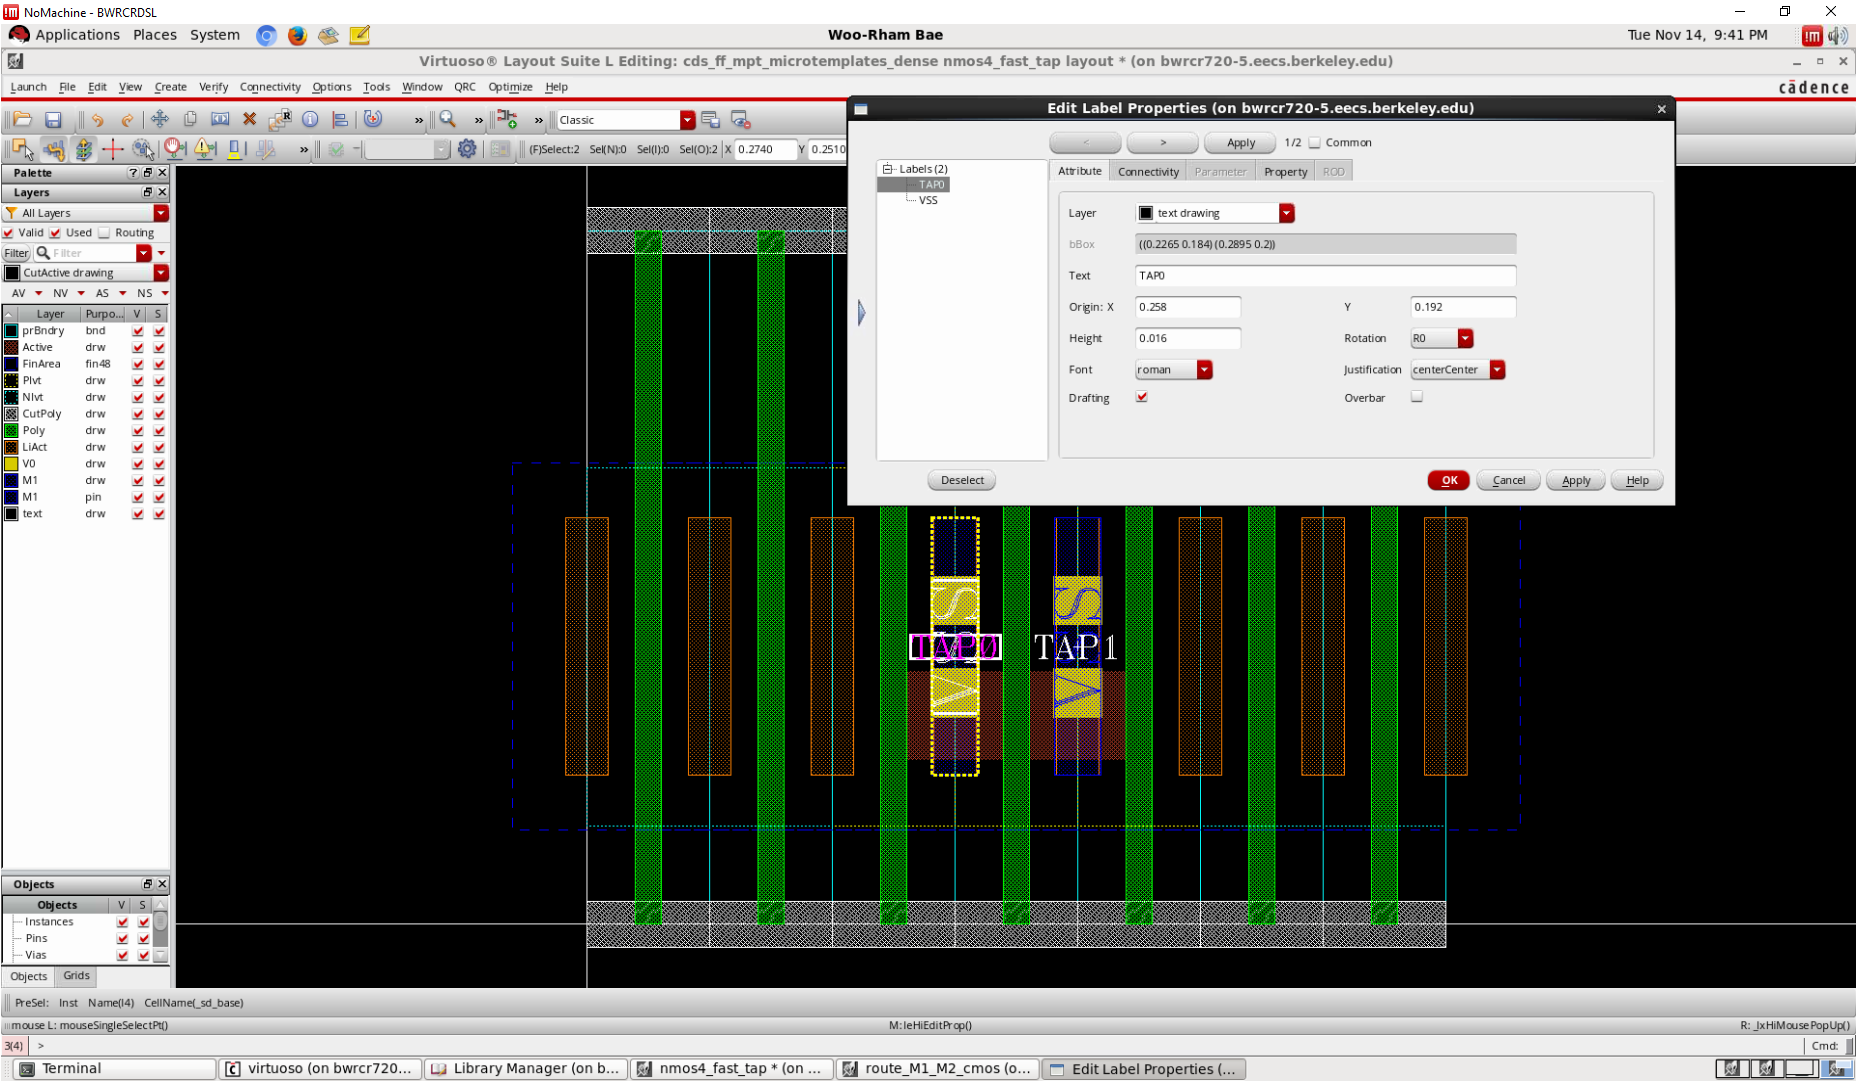 NoMachine - BWRCRDSL
Applications Places System
Woo-Rham Bae
Tue Nov 14, 9:41 PM
Virtuoso® Layout Suite L Editing: cds_ff_mpt_microtemplates_dense nmos4_fast_tap layout * (on bwrcr720-5.eecs.berkeley.edu)
Launch File Edit View Create Verify Connectivity Options Tools Window QRC Optimize Help
cādence
» » » Classic
» (F)Select:2 Sel(N):0 Sel(I):0 Sel(O):2 X 0.2740 Y 0.2510
Palette
Layers
All Layers
Valid Used Routing
Filter Filter
CutActive drawing
AV NV AS NS
Layer Purpo... V S
prBndry bnd
Active drw
FinArea fin48
Plvt drw
Nlvt drw
CutPoly drw
Poly drw
LiAct drw
V0 drw
M1 drw
M1 pin
text drw
Objects
Objects V S
Instances
Pins
Vias
Objects Grids
Edit Label Properties (on bwrcr720-5.eecs.berkeley.edu)
< > Apply 1/2 Common
Labels (2)
TAP0
VSS
Attribute Connectivity Parameter Property ROD
Layer text drawing
bBox ((0.2265 0.184) (0.2895 0.2))
Text TAP0
Origin: X 0.258 Y 0.192
Height 0.016 Rotation R0
Font roman Justification centerCenter
Drafting Overbar
Deselect
OK Cancel Apply Help
VSS
VSS
TAP0 TAP1
PreSel: Inst Name(I4) CellName(_sd_base)
mouse L: mouseSingleSelectPt() M:leHiEditProp() R: _lxHiMousePopUp()
3(4) > Cmd:
Terminal
virtuoso (on bwrcr720...
Library Manager (on b...
nmos4_fast_tap * (on ...
route_M1_M2_cmos (o...
Edit Label Properties (...